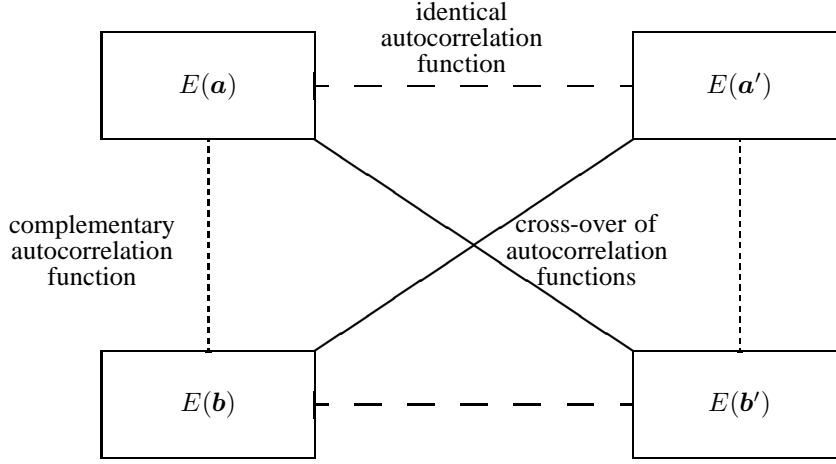 identical
autocorrelation
function
E(a)
E(a′)
complementary
autocorrelation
function
cross-over of
autocorrelation
functions
E(b)
E(b′)